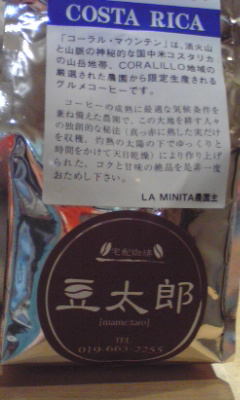 COSTA RICA
「コーラル・マウンテン」は、活火山
と山脈の神秘的な国中米コスタリカ
の山岳地帯、CORALILLO地域の
厳選された農園から限定生産される
グルメコーヒーです。
コーヒーの成熟に最適な気候条件を
兼ね備えた農園で、この大地を耕す人々
の独創的な秘法（真っ赤に熟した実だけ
を収穫、灼熱の太陽の下でゆっくりと
時間をかけて天日乾燥）により作り上げ
られた、コクと甘味の絶品を是非一度
おためし下さい。
LA MINITA農園主
宅配珈琲
豆太郎
[mametaro]
TEL
019-663-2255